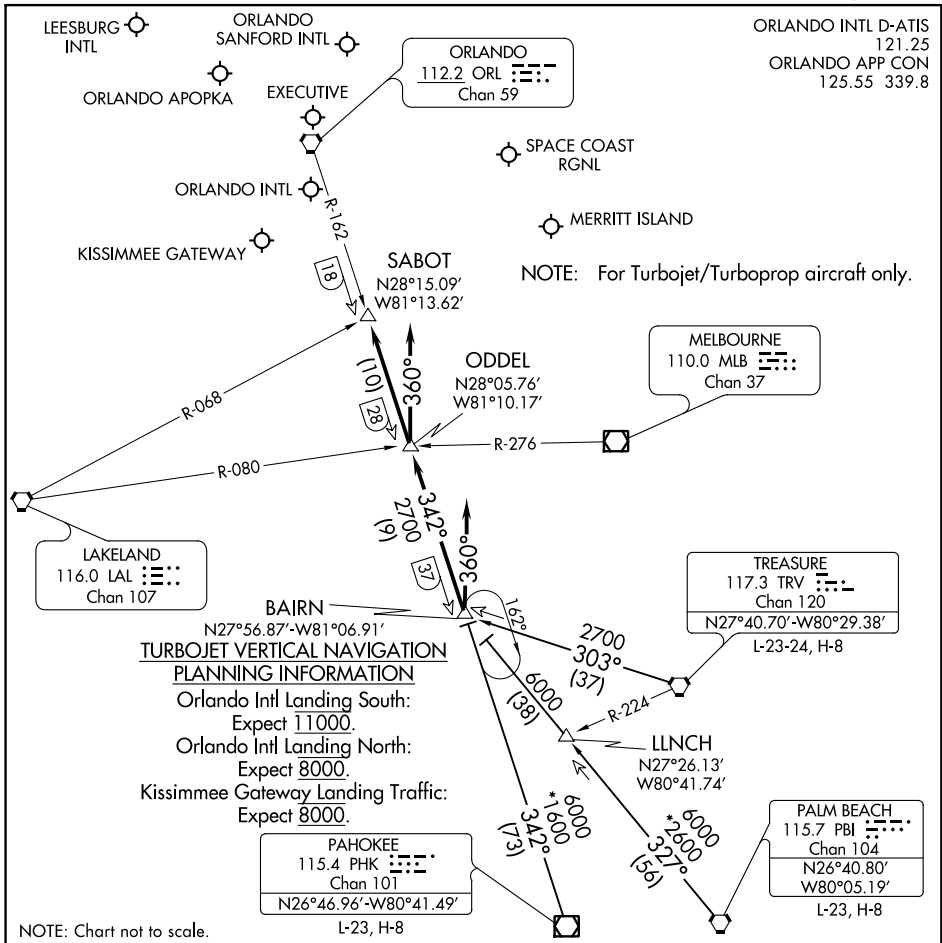 LEESBURG
INTL
ORLANDO
SANFORD INTL
ORLANDO INTL D-ATIS
121.25
ORLANDO APP CON
125.55 339.8
ORLANDO
112.2 ORL
Chan 59
ORLANDO APOPKA
EXECUTIVE
SPACE COAST
RGNL
ORLANDO INTL
R-162
MERRITT ISLAND
KISSIMMEE GATEWAY
18
SABOT
N28°15.09'
W81°13.62'
NOTE: For Turbojet/Turboprop aircraft only.
MELBOURNE
110.0 MLB
Chan 37
(10)
360°
ODDEL
N28°05.76'
W81°10.17'
R-068
28
R-276
R-080
342°
2700
(9)
LAKELAND
116.0 LAL
Chan 107
37
360°
TREASURE
117.3 TRV
Chan 120
N27°40.70'-W80°29.38'
L-23-24, H-8
BAIRN
N27°56.87'-W81°06.91'
162°
2700
303°
(37)
TURBOJET VERTICAL NAVIGATION
PLANNING INFORMATION
Orlando Intl Landing South:
Expect 11000.
Orlando Intl Landing North:
Expect 8000.
Kissimmee Gateway Landing Traffic:
Expect 8000.
6000
(38)
R-224
LLNCH
N27°26.13'
W80°41.74'
6000
*1600
342°
(73)
6000
*2600
327°
(56)
PALM BEACH
115.7 PBI
Chan 104
N26°40.80'
W80°05.19'
L-23, H-8
PAHOKEE
115.4 PHK
Chan 101
N26°46.96'-W80°41.49'
L-23, H-8
NOTE: Chart not to scale.